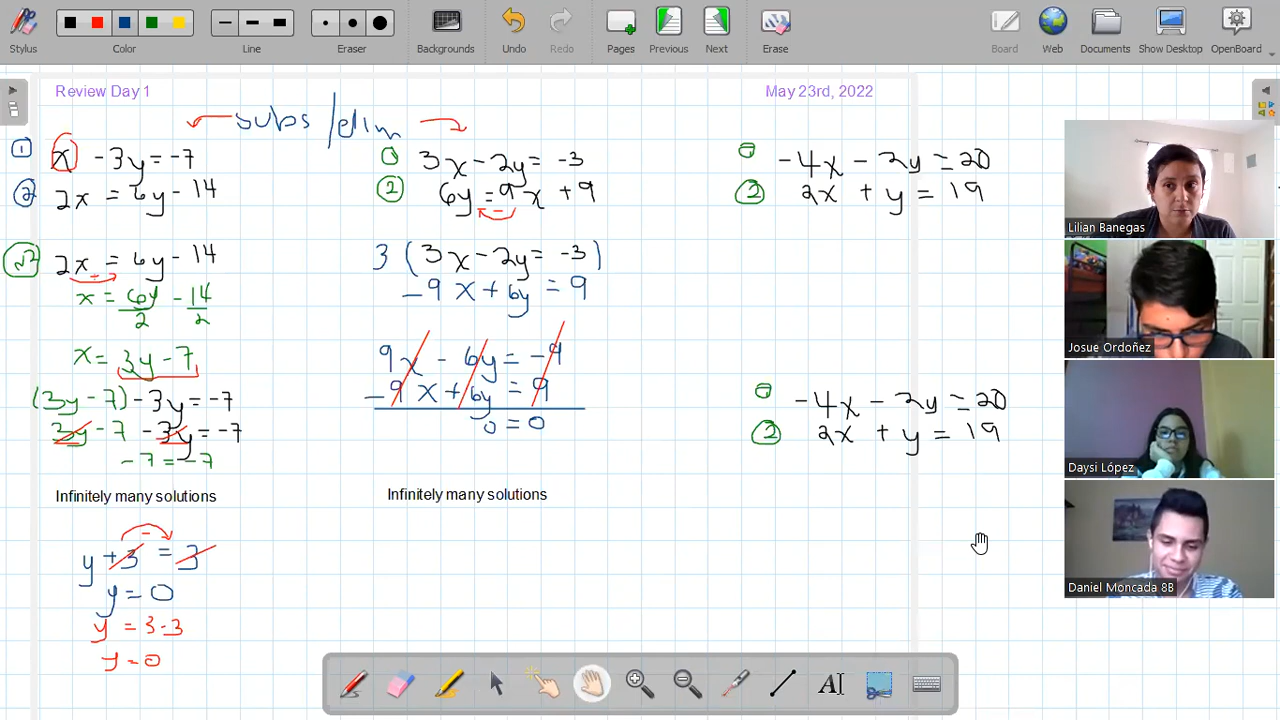 Stylus
Color
Line
Eraser
Backgrounds
Undo
Redo
Pages
Previous
Next
Erase
Board
Web
Documents
Show Desktop
OpenBoard
Review Day 1
May 23rd, 2022
subs / elim
① x - 3y = -7
② 2x = 6y - 14
√2 2x = 6y - 14
÷
x = 6y/2 - 14/2
x = 3y - 7
(3y - 7) - 3y = -7
3y - 7 - 3y = -7
-7 = -7
Infinitely many solutions
y + 3 = 3
-
y = 0
y = 3 - 3
y = 0
① 3x - 2y = -3
② 6y = 9x + 9
-
3 (3x - 2y = -3)
-9x + 6y = 9
9x - 6y = -9
-9x + 6y = 9
0 = 0
Infinitely many solutions
① -4x - 2y = 20
② 2x + y = 19
① -4x - 2y = 20
② 2x + y = 19
Lilian Banegas
Josue Ordoñez
Daysi López
Daniel Moncada 8B
AI